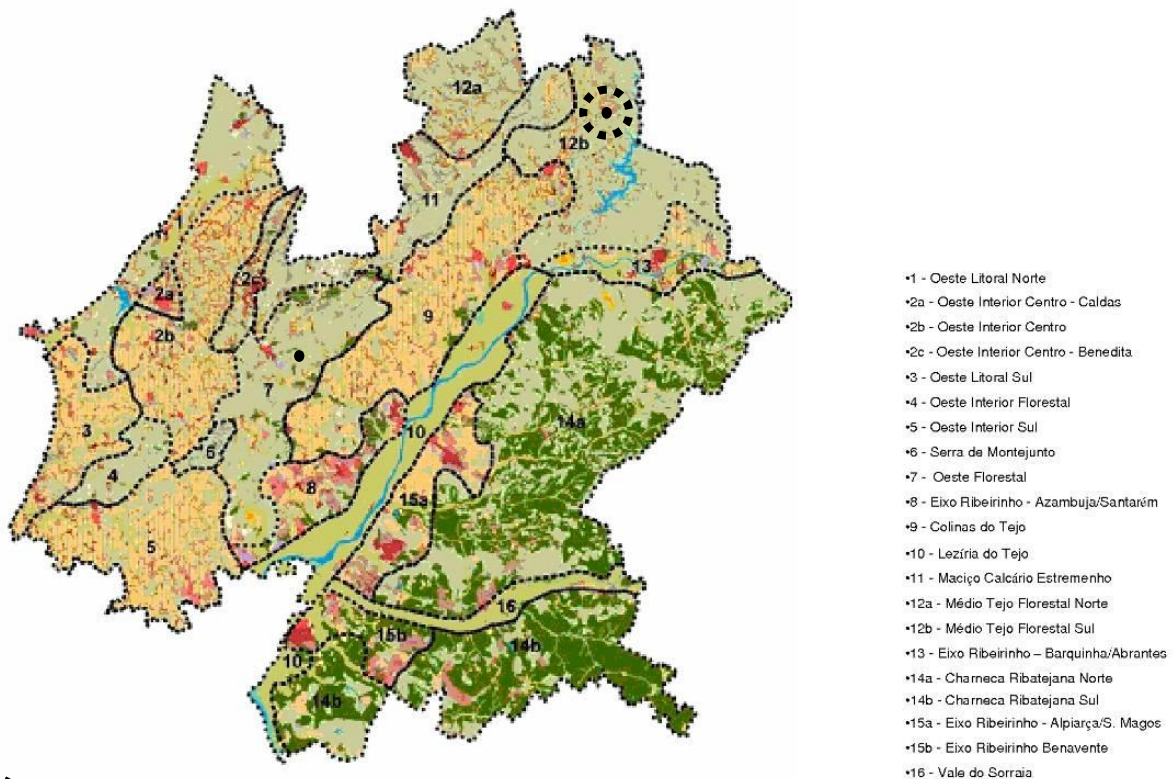 12a
12b
11
1
2c
2a
13
2b
9
7
3
10
14a
6
4
8
15a
5
16
15b
14b
10
14b
•1 - Oeste Litoral Norte
•2a - Oeste Interior Centro - Caldas
•2b - Oeste Interior Centro
•2c - Oeste Interior Centro - Benedita
•3 - Oeste Litoral Sul
•4 - Oeste Interior Florestal
•5 - Oeste Interior Sul
•6 - Serra de Montejunto
•7 - Oeste Florestal
•8 - Eixo Ribeirinho - Azambuja/Santarém
•9 - Colinas do Tejo
•10 - Lezíria do Tejo
•11 - Maciço Calcário Estremenho
•12a - Médio Tejo Florestal Norte
•12b - Médio Tejo Florestal Sul
•13 - Eixo Ribeirinho – Barquinha/Abrantes
•14a - Charneca Ribatejana Norte
•14b - Charneca Ribatejana Sul
•15a - Eixo Ribeirinho - Alpiarça/S. Magos
•15b - Eixo Ribeirinho Benavente
•16 - Vale do Sorraia